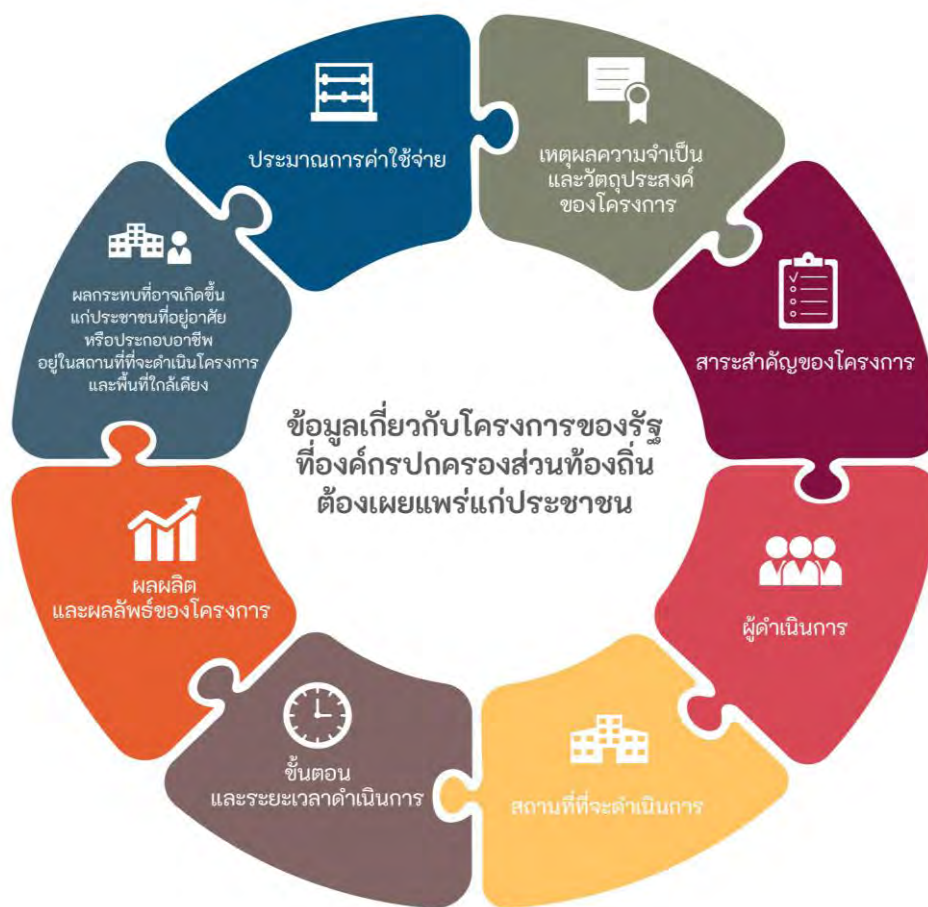 ข้อมูลเกี่ยวกับโครงการของรัฐ
ที่องค์กรปกครองส่วนท้องถิ่น
ต้องเผยแพร่แก่ประชาชน
เหตุผลความจำเป็น
และวัตถุประสงค์
ของโครงการ
สาระสำคัญของโครงการ
ผู้ดำเนินการ
สถานที่ที่จะดำเนินการ
ขั้นตอน
และระยะเวลาดำเนินการ
ผลผลิต
และผลลัพธ์ของโครงการ
ผลกระทบที่อาจเกิดขึ้น
แก่ประชาชนที่อยู่อาศัย
หรือประกอบอาชีพ
อยู่ในสถานที่ที่จะดำเนินโครงการ
และพื้นที่ใกล้เคียง
ประมาณการค่าใช้จ่าย